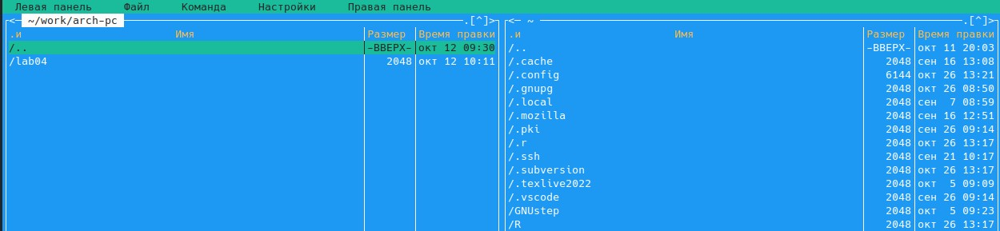 Левая панель Файл Команда Настройки Правая панель
<─ ~/work/arch-pc .[^]> <─ ~ .[^]>
.и Имя Размер Время правки .и Имя Размер Время правки
/.. -ВВЕРХ- окт 12 09:30 /.. -ВВЕРХ- окт 11 20:03
/lab04 2048 окт 12 10:11 /.cache 2048 сен 16 13:08
/.config 6144 окт 26 13:21
/.gnupg 2048 окт 26 08:50
/.local 2048 сен 7 08:59
/.mozilla 2048 сен 16 12:51
/.pki 2048 сен 26 09:14
/.r 2048 окт 26 13:17
/.ssh 2048 сен 21 10:17
/.subversion 2048 окт 26 13:17
/.texlive2022 2048 окт 5 09:09
/.vscode 2048 сен 26 09:14
/GNUstep 2048 окт 5 09:23
/R 2048 окт 26 13:17